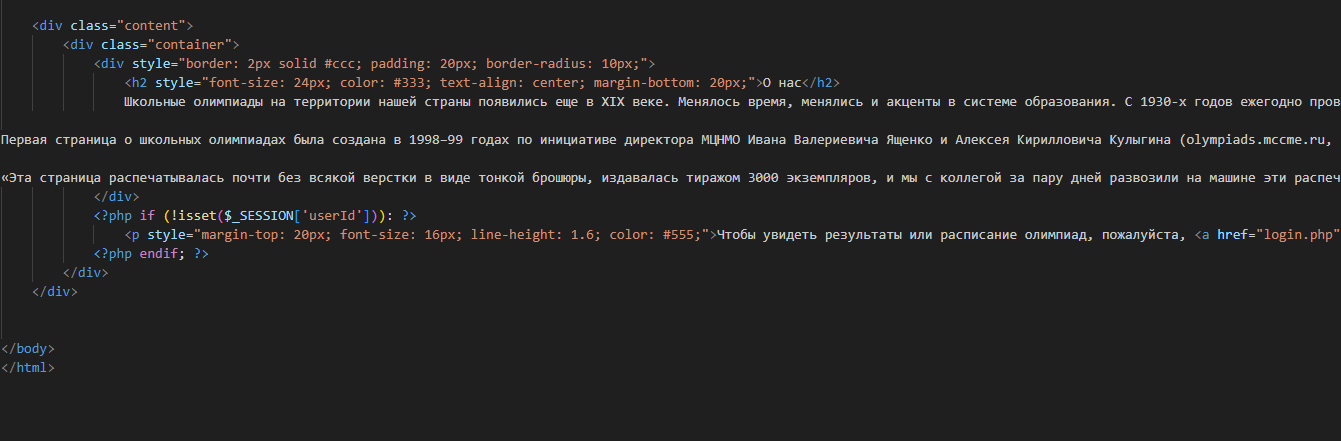 <div class="content">
<div class="container">
<div style="border: 2px solid #ccc; padding: 20px; border-radius: 10px;">
<h2 style="font-size: 24px; color: #333; text-align: center; margin-bottom: 20px;">О нас</h2>
Школьные олимпиады на территории нашей страны появились еще в XIX веке. Менялось время, менялись и акценты в системе образования. С 1930-х годов ежегодно пров
Первая страница о школьных олимпиадах была создана в 1998–99 годах по инициативе директора МЦНМО Ивана Валериевича Ященко и Алексея Кирилловича Кулыгина (olympiads.mccme.ru,
«Эта страница распечатывалась почти без всякой верстки в виде тонкой брошюры, издавалась тиражом 3000 экземпляров, и мы с коллегой за пару дней развозили на машине эти распеч
</div>
<?php if (!isset($_SESSION['userId'])): ?>
<p style="margin-top: 20px; font-size: 16px; line-height: 1.6; color: #555;">Чтобы увидеть результаты или расписание олимпиад, пожалуйста, <a href="login.php"
<?php endif; ?>
</div>
</div>
</body>
</html>